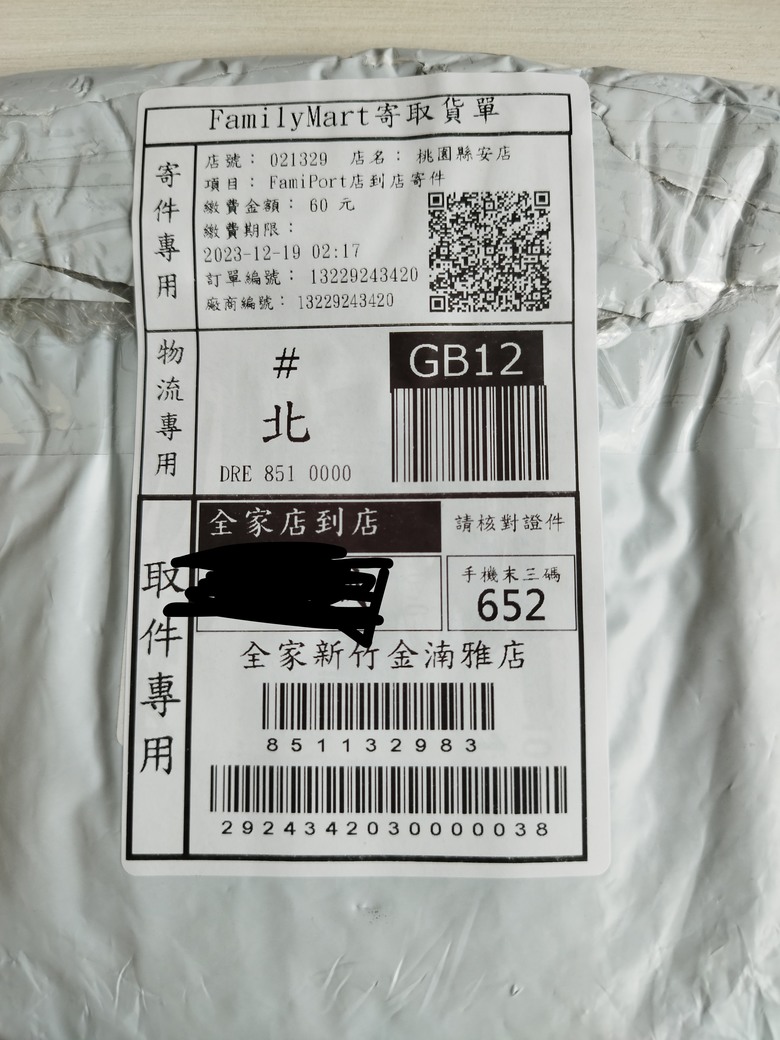 FamilyMart寄取貨單
寄件專用
店號： 021329 店名： 桃園縣安店
項目： FamiPort店到店寄件
繳費金額： 60 元
繳費期限：
2023-12-19 02:17
訂單編號： 13229243420
廠商編號： 13229243420
物流專用
#
北
DRE 851 0000
GB12
取件專用
全家店到店
請核對證件
手機末三碼
652
全家新竹金湳雅店
851132983
2924342030000038